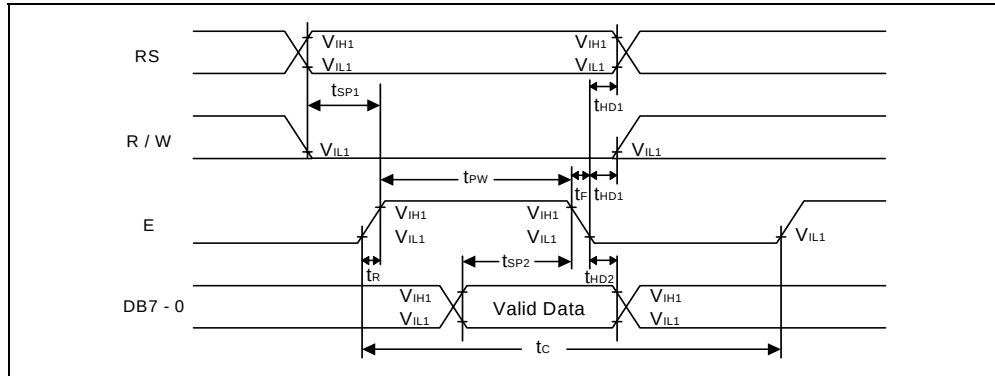 RS
VIH1
VIL1
VIH1
VIL1
tSP1
tHD1
R / W
VIL1
VIL1
tPW
tF
tHD1
E
VIH1
VIL1
VIH1
VIL1
VIL1
tR
tSP2
tHD2
DB7 - 0
VIH1
VIL1
Valid Data
VIH1
VIL1
tC